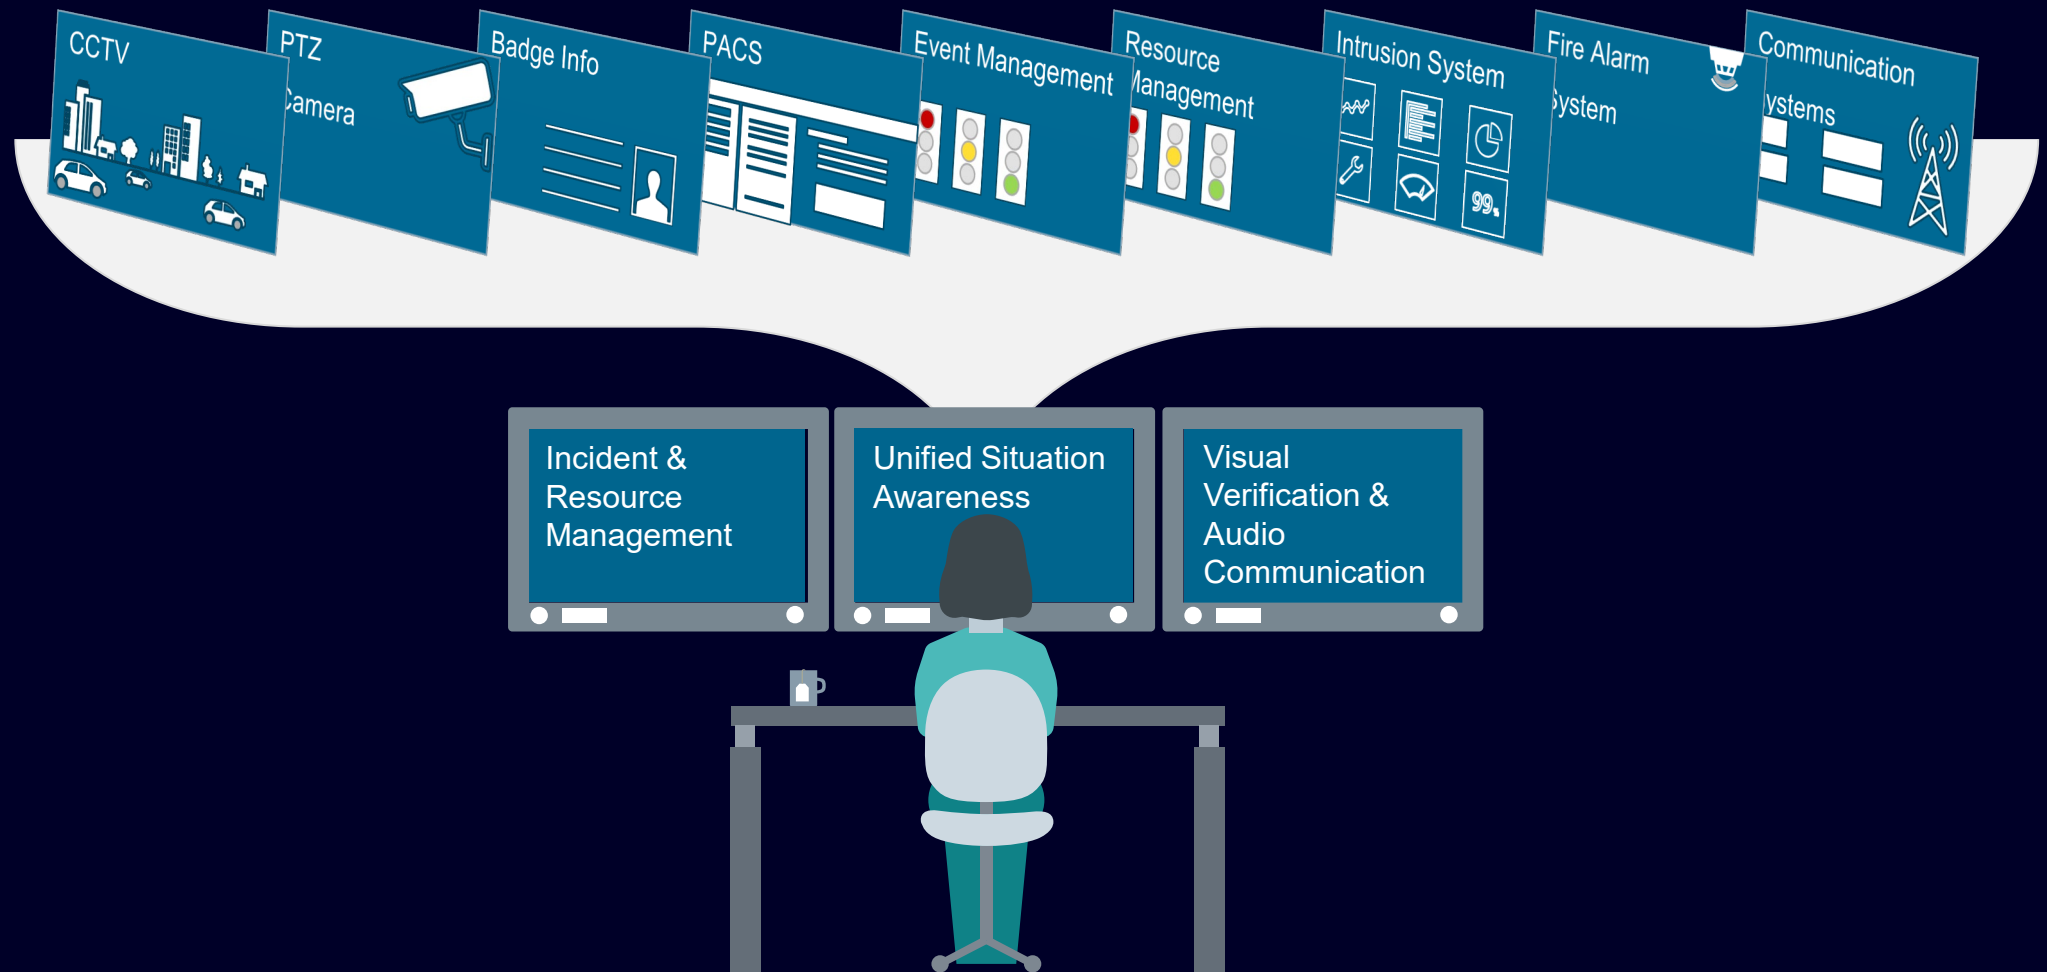 CCTV
PTZ
Camera
Badge Info
PACS
Event Management
Resource
Management
Intrusion System
99%
Fire Alarm
System
Communication
Systems
Incident &
Resource
Management
Unified Situation
Awareness
Visual
Verification &
Audio
Communication